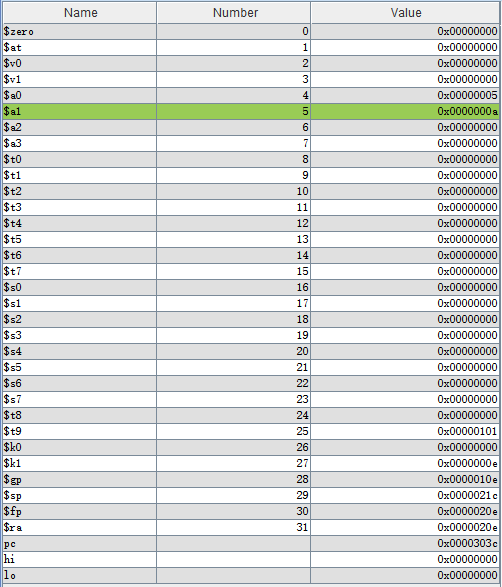 Name Number Value
$zero 0 0x00000000
$at 1 0x00000000
$v0 2 0x00000000
$v1 3 0x00000000
$a0 4 0x00000005
$a1 5 0x0000000a
$a2 6 0x00000000
$a3 7 0x00000000
$t0 8 0x00000000
$t1 9 0x00000000
$t2 10 0x00000000
$t3 11 0x00000000
$t4 12 0x00000000
$t5 13 0x00000000
$t6 14 0x00000000
$t7 15 0x00000000
$s0 16 0x00000000
$s1 17 0x00000000
$s2 18 0x00000000
$s3 19 0x00000000
$s4 20 0x00000000
$s5 21 0x00000000
$s6 22 0x00000000
$s7 23 0x00000000
$t8 24 0x00000000
$t9 25 0x00000101
$k0 26 0x00000000
$k1 27 0x0000000e
$gp 28 0x0000010e
$sp 29 0x0000021c
$fp 30 0x0000020e
$ra 31 0x0000020e
pc 0x0000303c
hi 0x00000000
lo 0x00000000